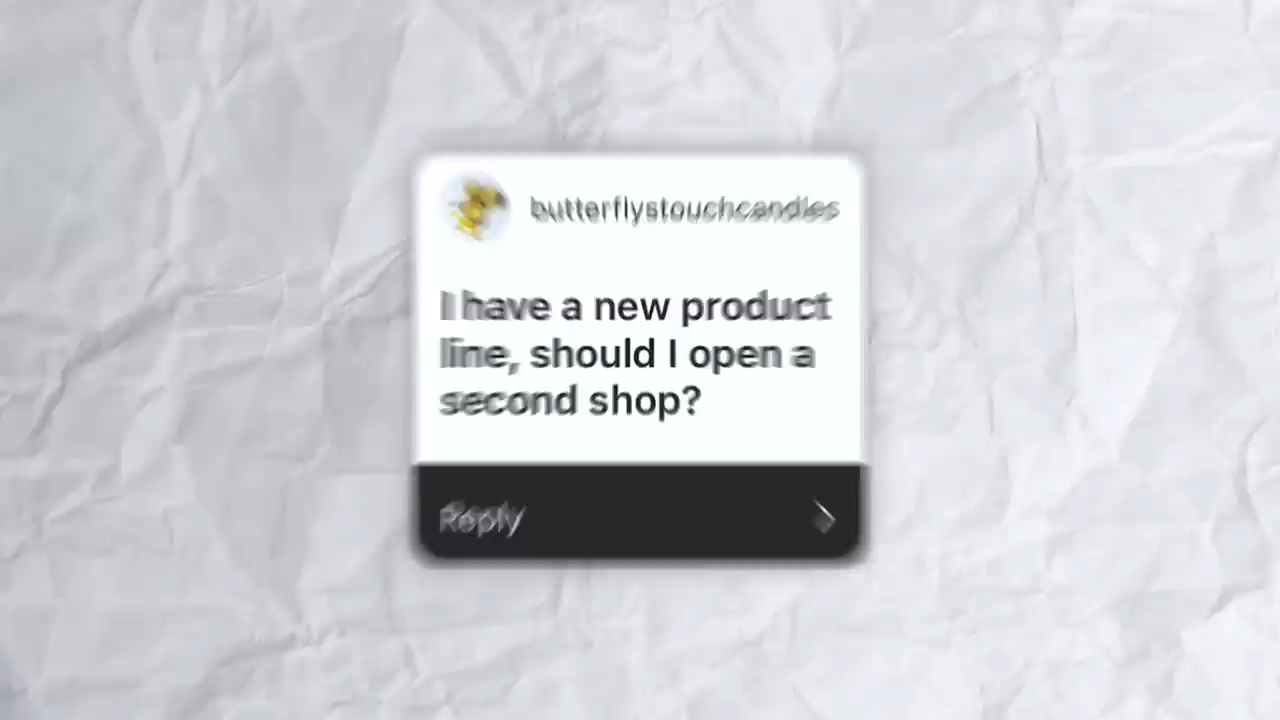 butterflystouchcandles
I have a new product
line, should I open a
second shop?
Reply